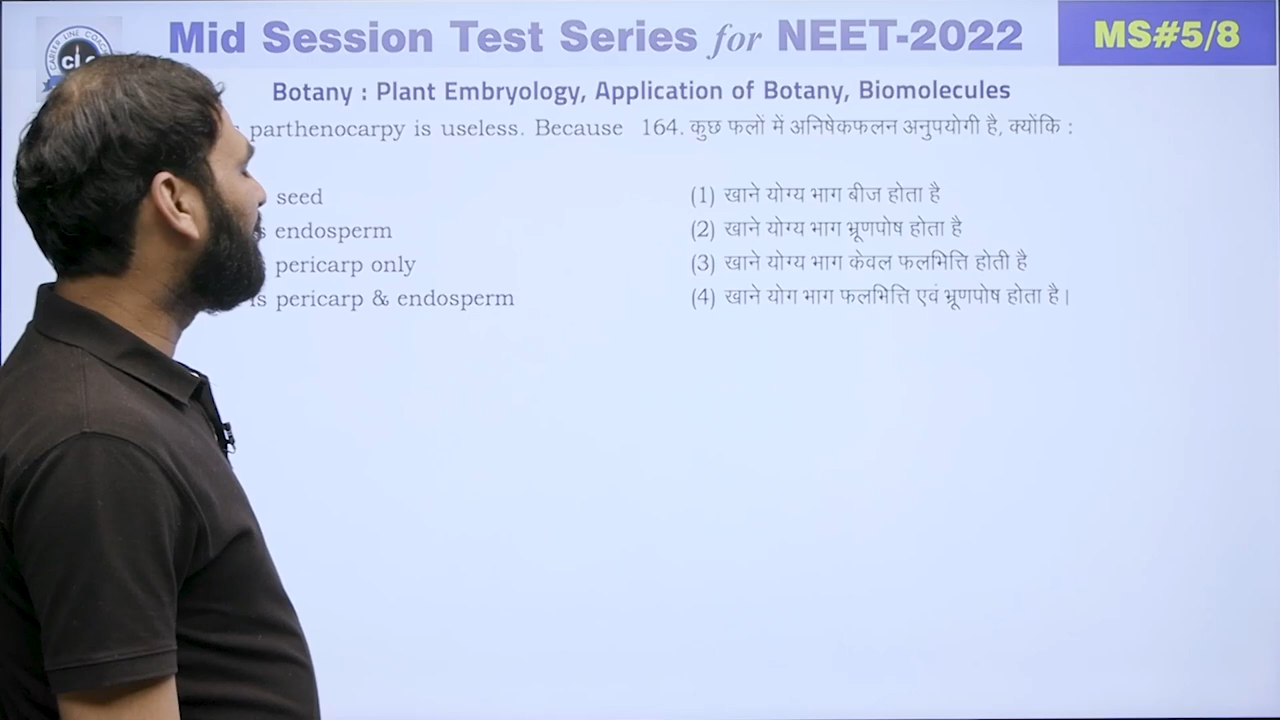 Mid Session Test Series for NEET-2022
MS#5/8
Botany : Plant Embryology, Application of Botany, Biomolecules
parthenocarpy is useless. Because
seed
endosperm
pericarp only
is pericarp & endosperm
164. कुछ फलों में अनिषेकफलन अनुपयोगी है, क्योंकि :
(1) खाने योग्य भाग बीज होता है
(2) खाने योग्य भाग भ्रूणपोष होता है
(3) खाने योग्य भाग केवल फलभित्ति होती है
(4) खाने योग भाग फलभित्ति एवं भ्रूणपोष होता है।